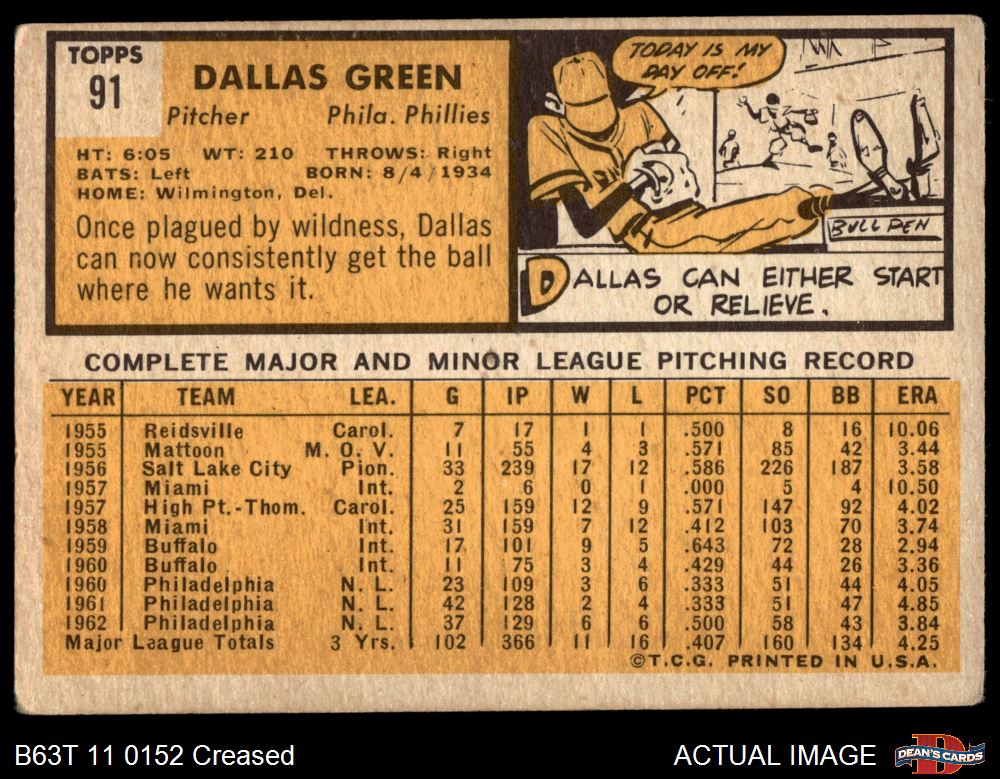 TOPPS
91
DALLAS GREEN
Pitcher Phila. Phillies
HT: 6:05 WT: 210 THROWS: Right
BATS: Left BORN: 8/4/1934
HOME: Wilmington, Del.
Once plagued by wildness, Dallas
can now consistently get the ball
where he wants it.
TODAY IS MY
DAY OFF!
BULL PEN
DALLAS CAN EITHER START
OR RELIEVE.
COMPLETE MAJOR AND MINOR LEAGUE PITCHING RECORD
YEAR TEAM LEA. G IP W L PCT SO BB ERA
1955 Reidsville Carol. 7 17 1 1 .500 8 16 10.06
1955 Mattoon M. O. V. 11 55 4 3 .571 85 42 3.44
1956 Salt Lake City Pion. 33 239 17 12 .586 226 187 3.58
1957 Miami Int. 2 6 0 1 .000 5 4 10.50
1957 High Pt.-Thom. Carol. 25 159 12 9 .571 147 92 4.02
1958 Miami Int. 31 159 7 12 .412 103 70 3.74
1959 Buffalo Int. 17 101 9 5 .643 72 28 2.94
1960 Buffalo Int. 11 75 3 4 .429 44 26 3.36
1960 Philadelphia N. L. 23 109 3 6 .333 51 44 4.05
1961 Philadelphia N. L. 42 128 2 4 .333 51 47 4.85
1962 Philadelphia N. L. 37 129 6 6 .500 58 43 3.84
Major League Totals 3 Yrs. 102 366 11 16 .407 160 134 4.25
©T.C.G. PRINTED IN U.S.A.
B63T 11 0152 Creased ACTUAL IMAGE DEAN'S CARDS